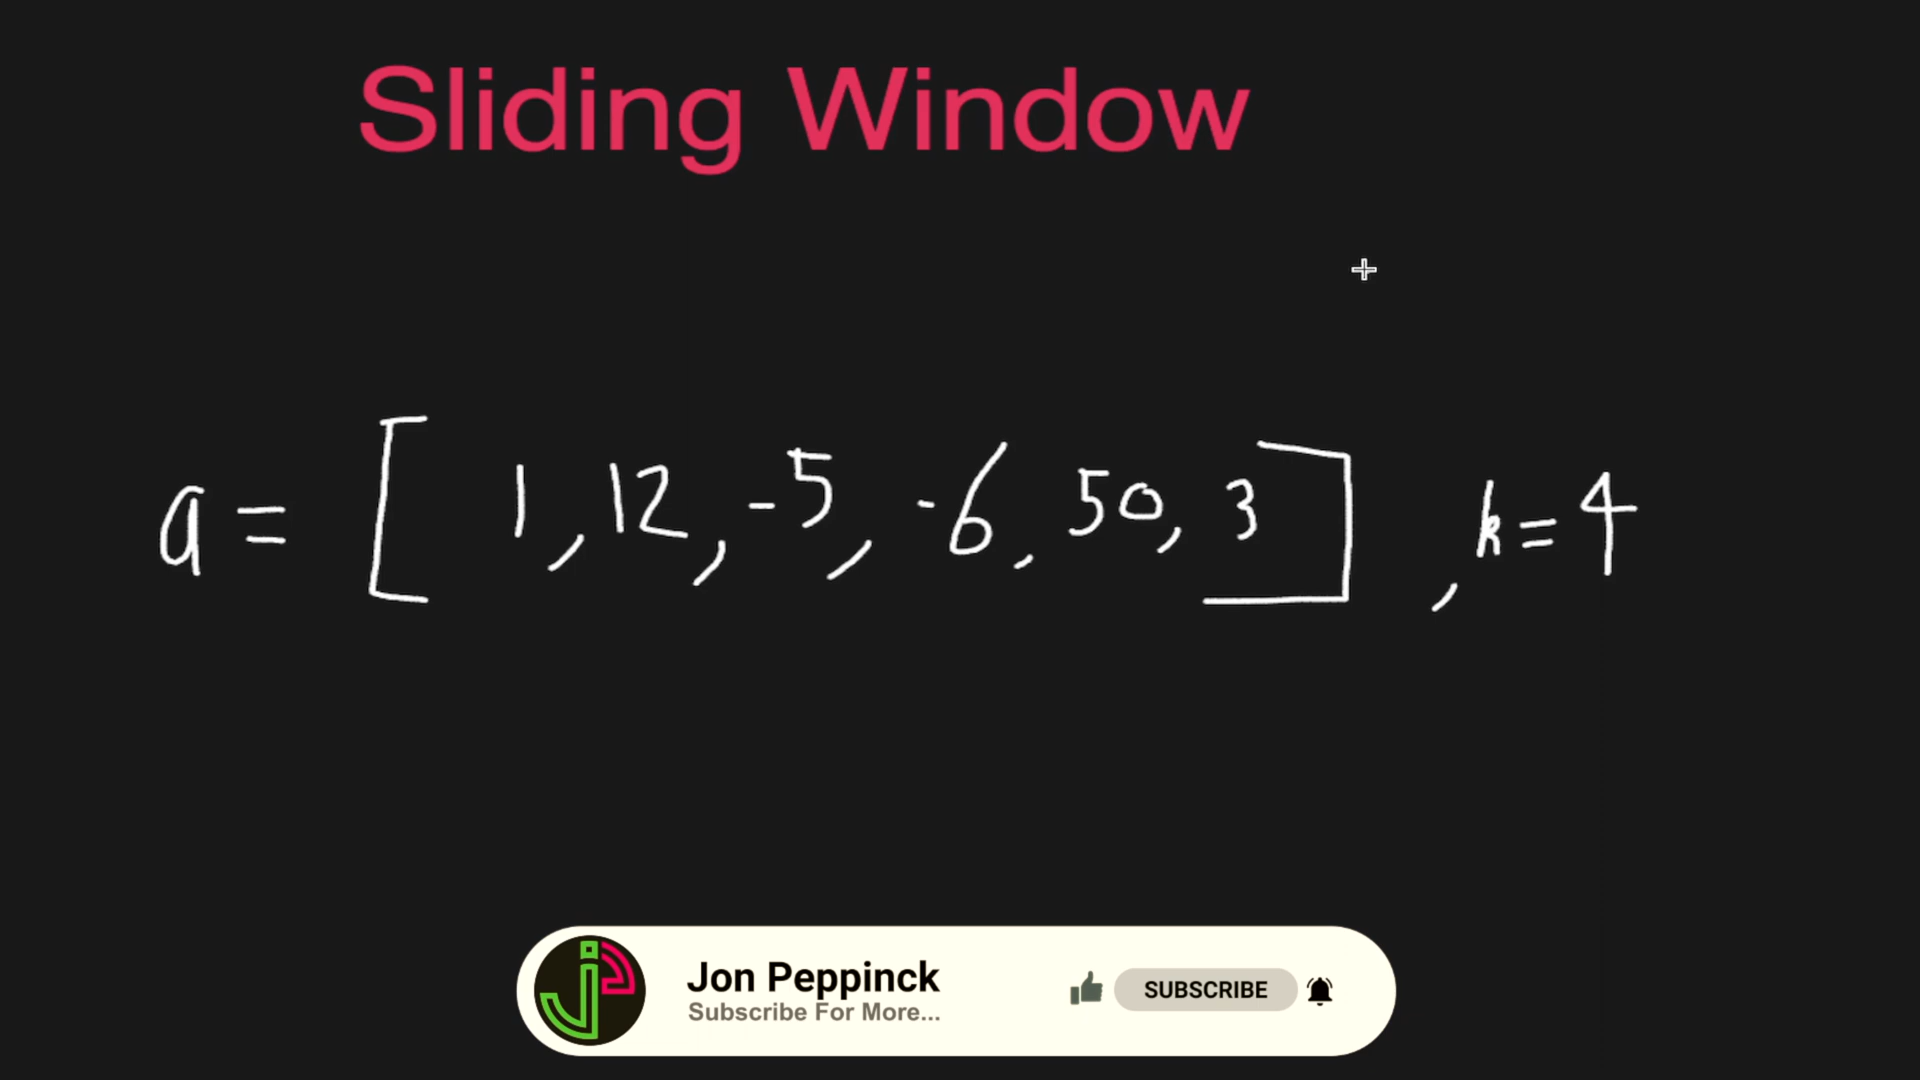 Sliding Window
a = [ 1, 12, -5, -6, 50, 3 ] , k = 4
Jon Peppinck
Subscribe For More...
SUBSCRIBE